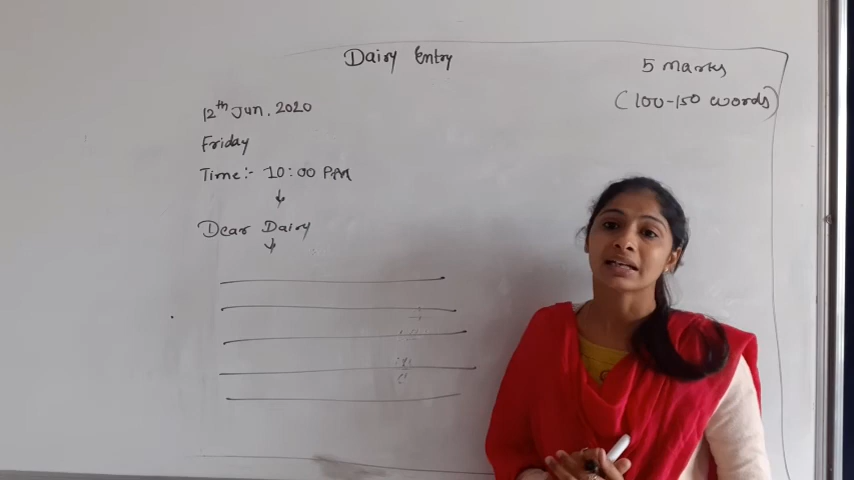 Dairy Entry
5 marks
(100-150 words)
12th Jun, 2020
Friday
Time:- 10:00 PM
Dear Dairy